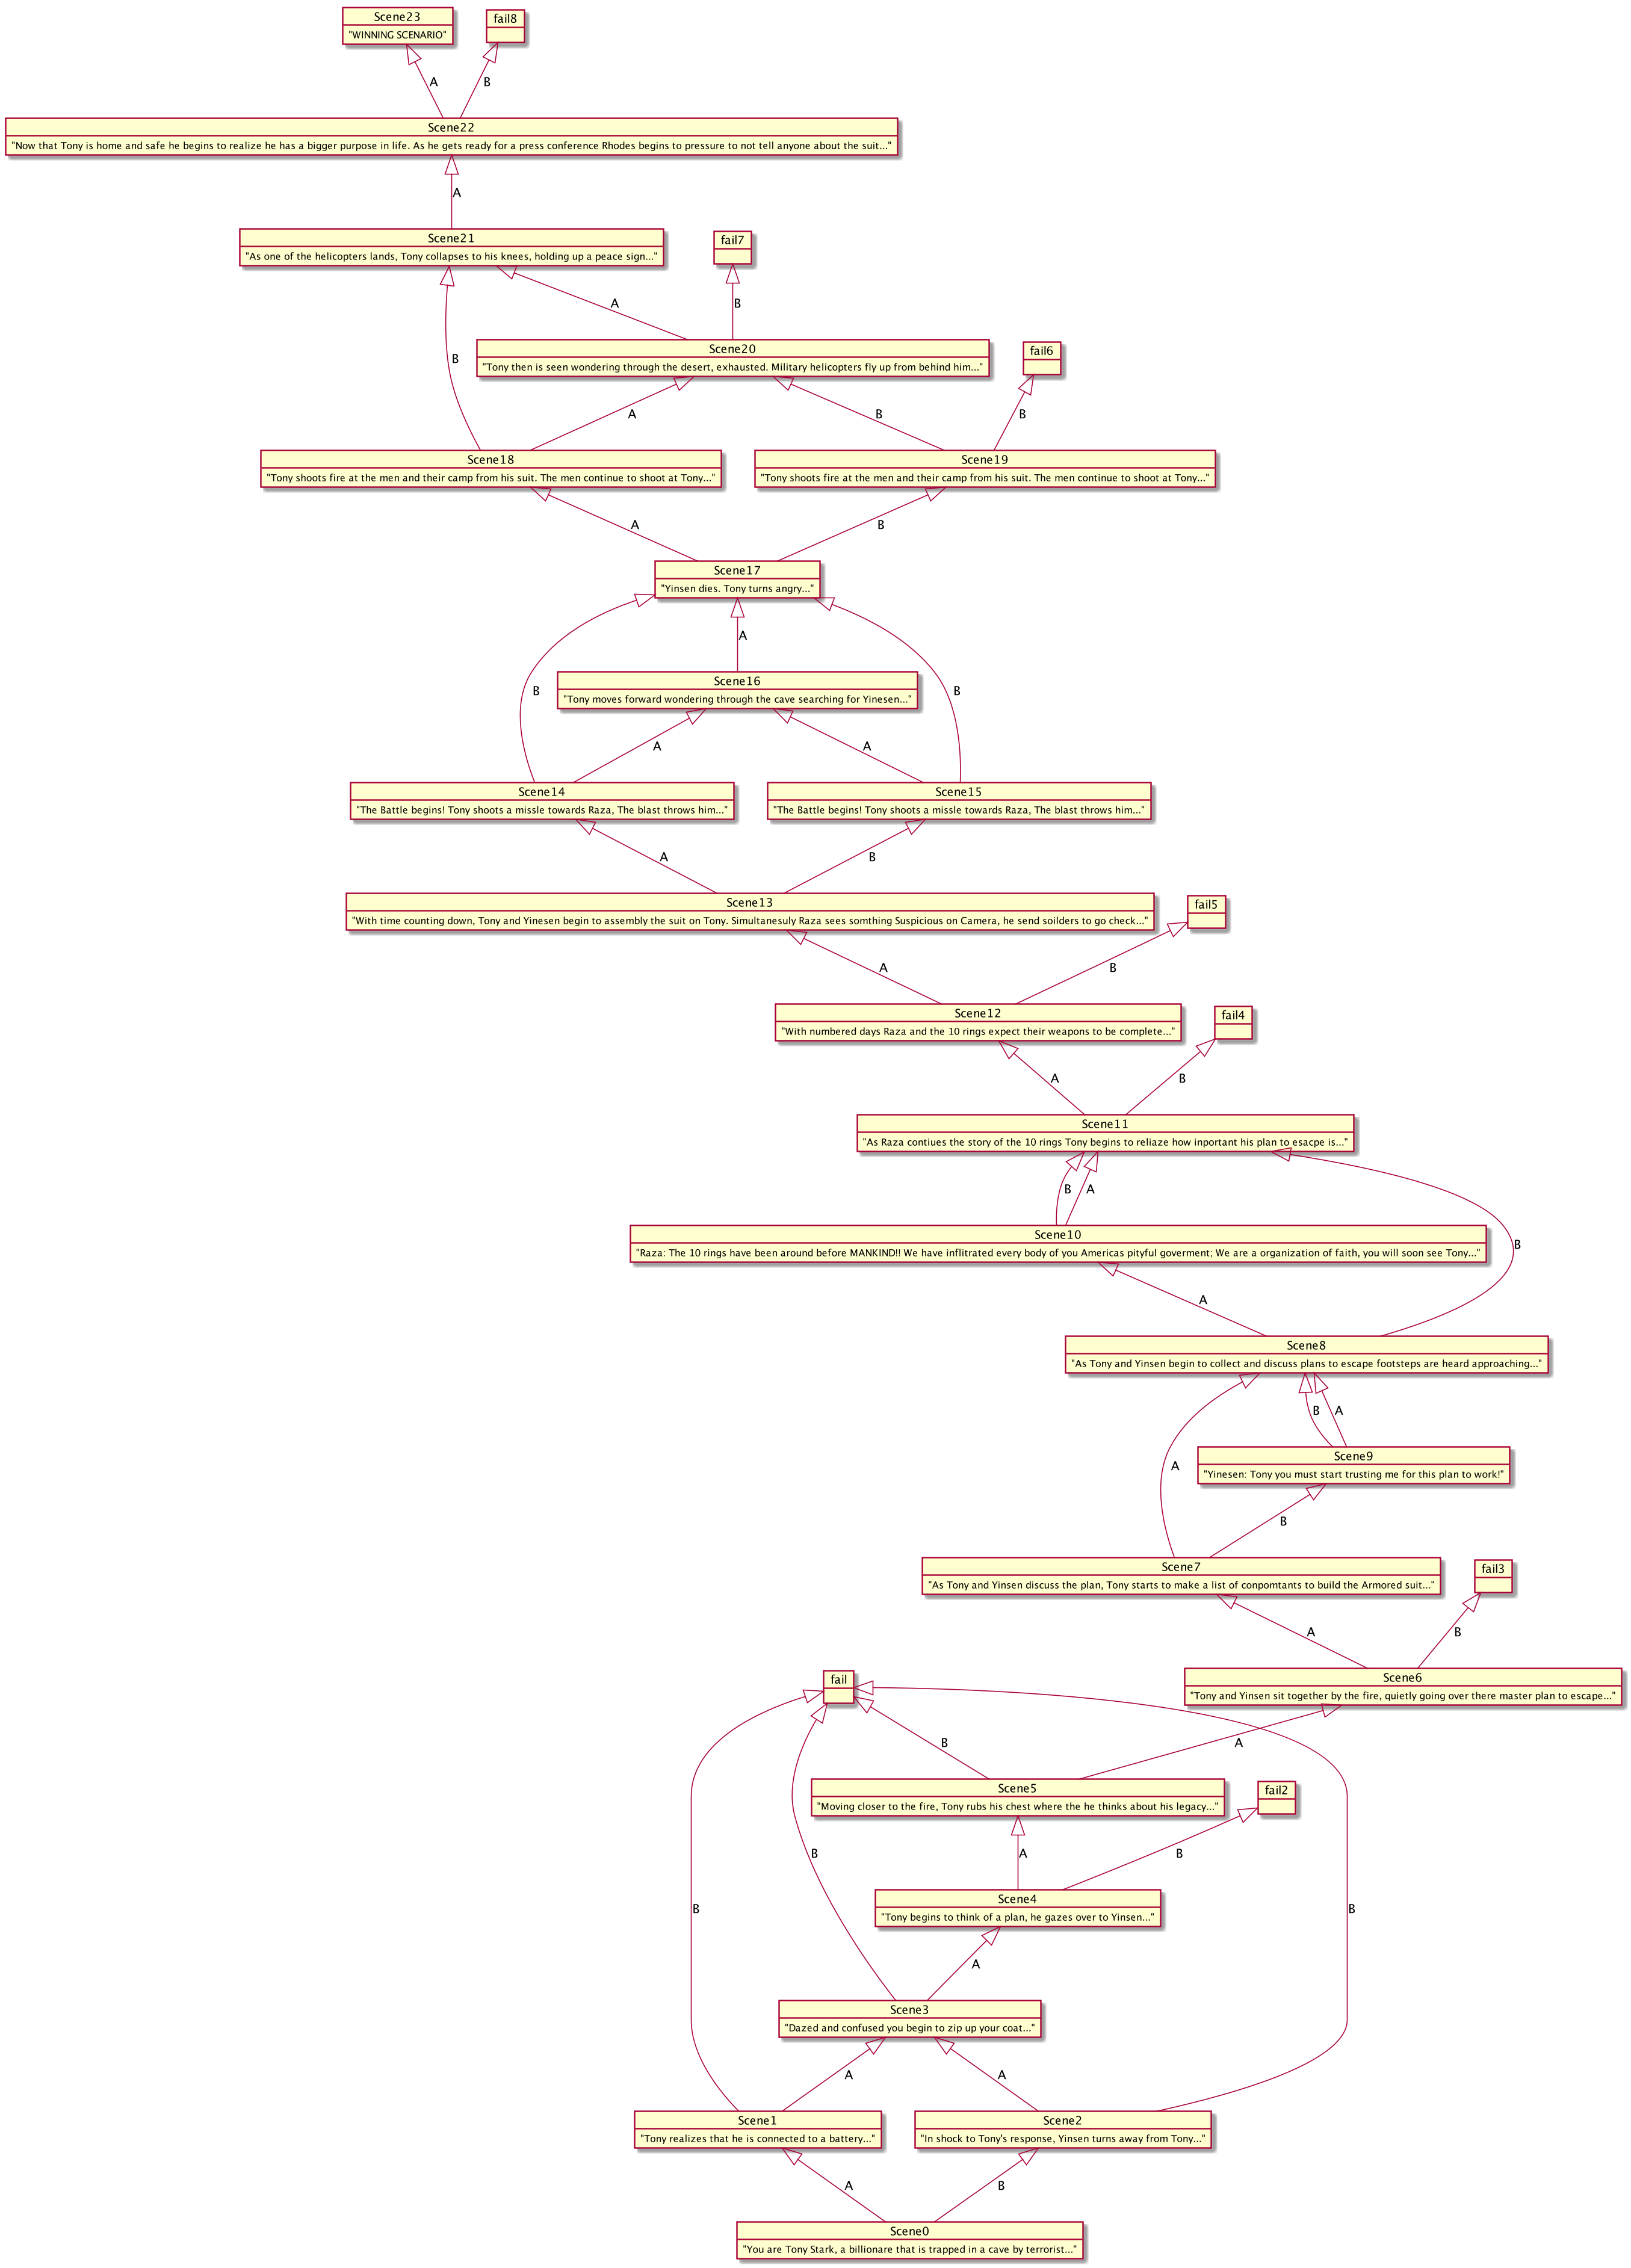 Scene23
"WINNING SCENARIO"
fail8
A
B
Scene22
"Now that Tony is home and safe he begins to realize he has a bigger purpose in life. As he gets ready for a press conference Rhodes begins to pressure to not tell anyone about the suit..."
A
Scene21
"As one of the helicopters lands, Tony collapses to his knees, holding up a peace sign..."
fail7
A
B
B
Scene20
"Tony then is seen wondering through the desert, exhausted. Military helicopters fly up from behind him..."
fail6
A
B
B
Scene18
"Tony shoots fire at the men and their camp from his suit. The men continue to shoot at Tony..."
Scene19
"Tony shoots fire at the men and their camp from his suit. The men continue to shoot at Tony..."
A
B
Scene17
"Yinsen dies. Tony turns angry..."
A
B
B
Scene16
"Tony moves forward wondering through the cave searching for Yinesen..."
A
A
Scene14
"The Battle begins! Tony shoots a missle towards Raza, The blast throws him..."
Scene15
"The Battle begins! Tony shoots a missle towards Raza, The blast throws him..."
A
B
Scene13
"With time counting down, Tony and Yinesen begin to assembly the suit on Tony. Simultanesuly Raza sees somthing Suspicious on Camera, he send soilders to go check..."
fail5
A
B
Scene12
"With numbered days Raza and the 10 rings expect their weapons to be complete..."
fail4
A
B
Scene11
"As Raza contiues the story of the 10 rings Tony begins to reliaze how inportant his plan to esacpe is..."
B
A
B
Scene10
"Raza: The 10 rings have been around before MANKIND!! We have inflitrated every body of you Americas pityful goverment; We are a organization of faith, you will soon see Tony..."
A
Scene8
"As Tony and Yinsen begin to collect and discuss plans to escape footsteps are heard approaching..."
B
A
A
Scene9
"Yinesen: Tony you must start trusting me for this plan to work!"
B
Scene7
"As Tony and Yinsen discuss the plan, Tony starts to make a list of conpomtants to build the Armored suit..."
fail3
A
B
fail
Scene6
"Tony and Yinsen sit together by the fire, quietly going over there master plan to escape..."
B
A
Scene5
"Moving closer to the fire, Tony rubs his chest where the he thinks about his legacy..."
fail2
B
A
B
Scene4
"Tony begins to think of a plan, he gazes over to Yinsen..."
B
B
A
Scene3
"Dazed and confused you begin to zip up your coat..."
A
A
Scene1
"Tony realizes that he is connected to a battery..."
Scene2
"In shock to Tony's response, Yinsen turns away from Tony..."
A
B
Scene0
"You are Tony Stark, a billionare that is trapped in a cave by terrorist..."